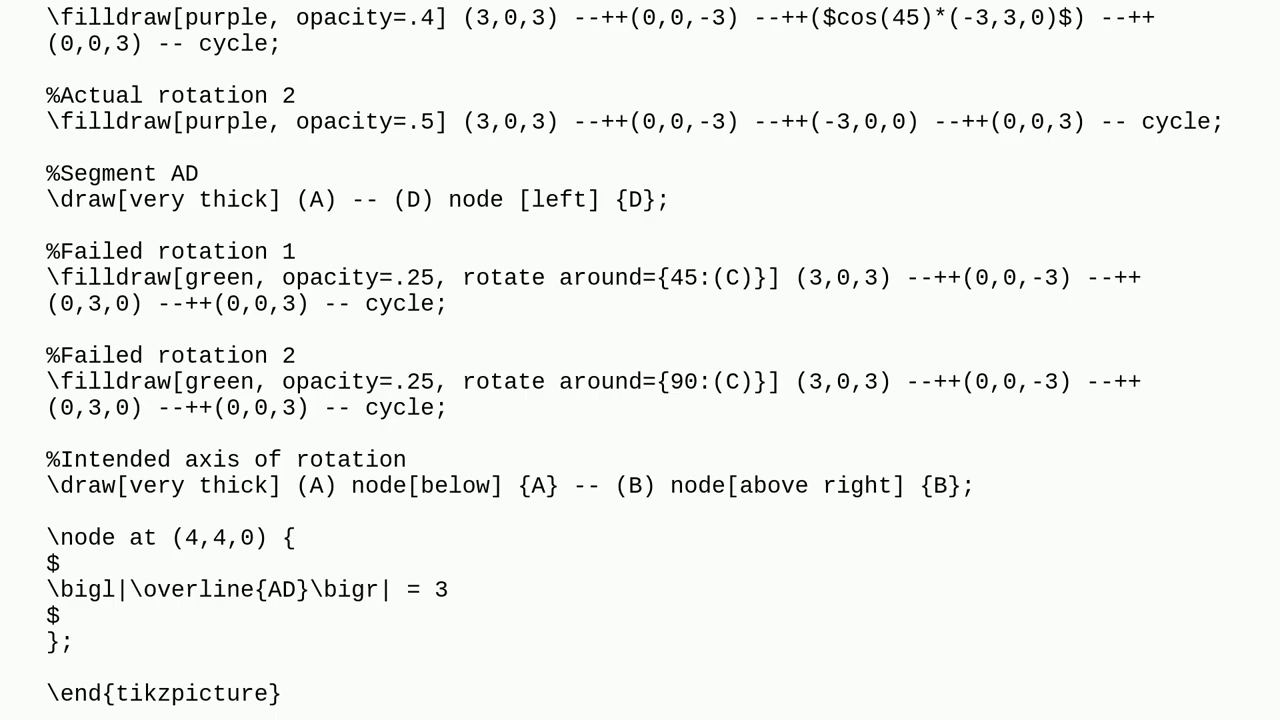 \filldraw[purple, opacity=.4] (3,0,3) --++(0,0,-3) --++($cos(45)*(-3,3,0)$) --++
(0,0,3) -- cycle;
%Actual rotation 2
\filldraw[purple, opacity=.5] (3,0,3) --++(0,0,-3) --++(-3,0,0) --++(0,0,3) -- cycle;
%Segment AD
\draw[very thick] (A) -- (D) node [left] {D};
%Failed rotation 1
\filldraw[green, opacity=.25, rotate around={45:(C)}] (3,0,3) --++(0,0,-3) --++
(0,3,0) --++(0,0,3) -- cycle;
%Failed rotation 2
\filldraw[green, opacity=.25, rotate around={90:(C)}] (3,0,3) --++(0,0,-3) --++
(0,3,0) --++(0,0,3) -- cycle;
%Intended axis of rotation
\draw[very thick] (A) node[below] {A} -- (B) node[above right] {B};
\node at (4,4,0) {
$
\bigl|\overline{AD}\bigr| = 3
$
};
\end{tikzpicture}